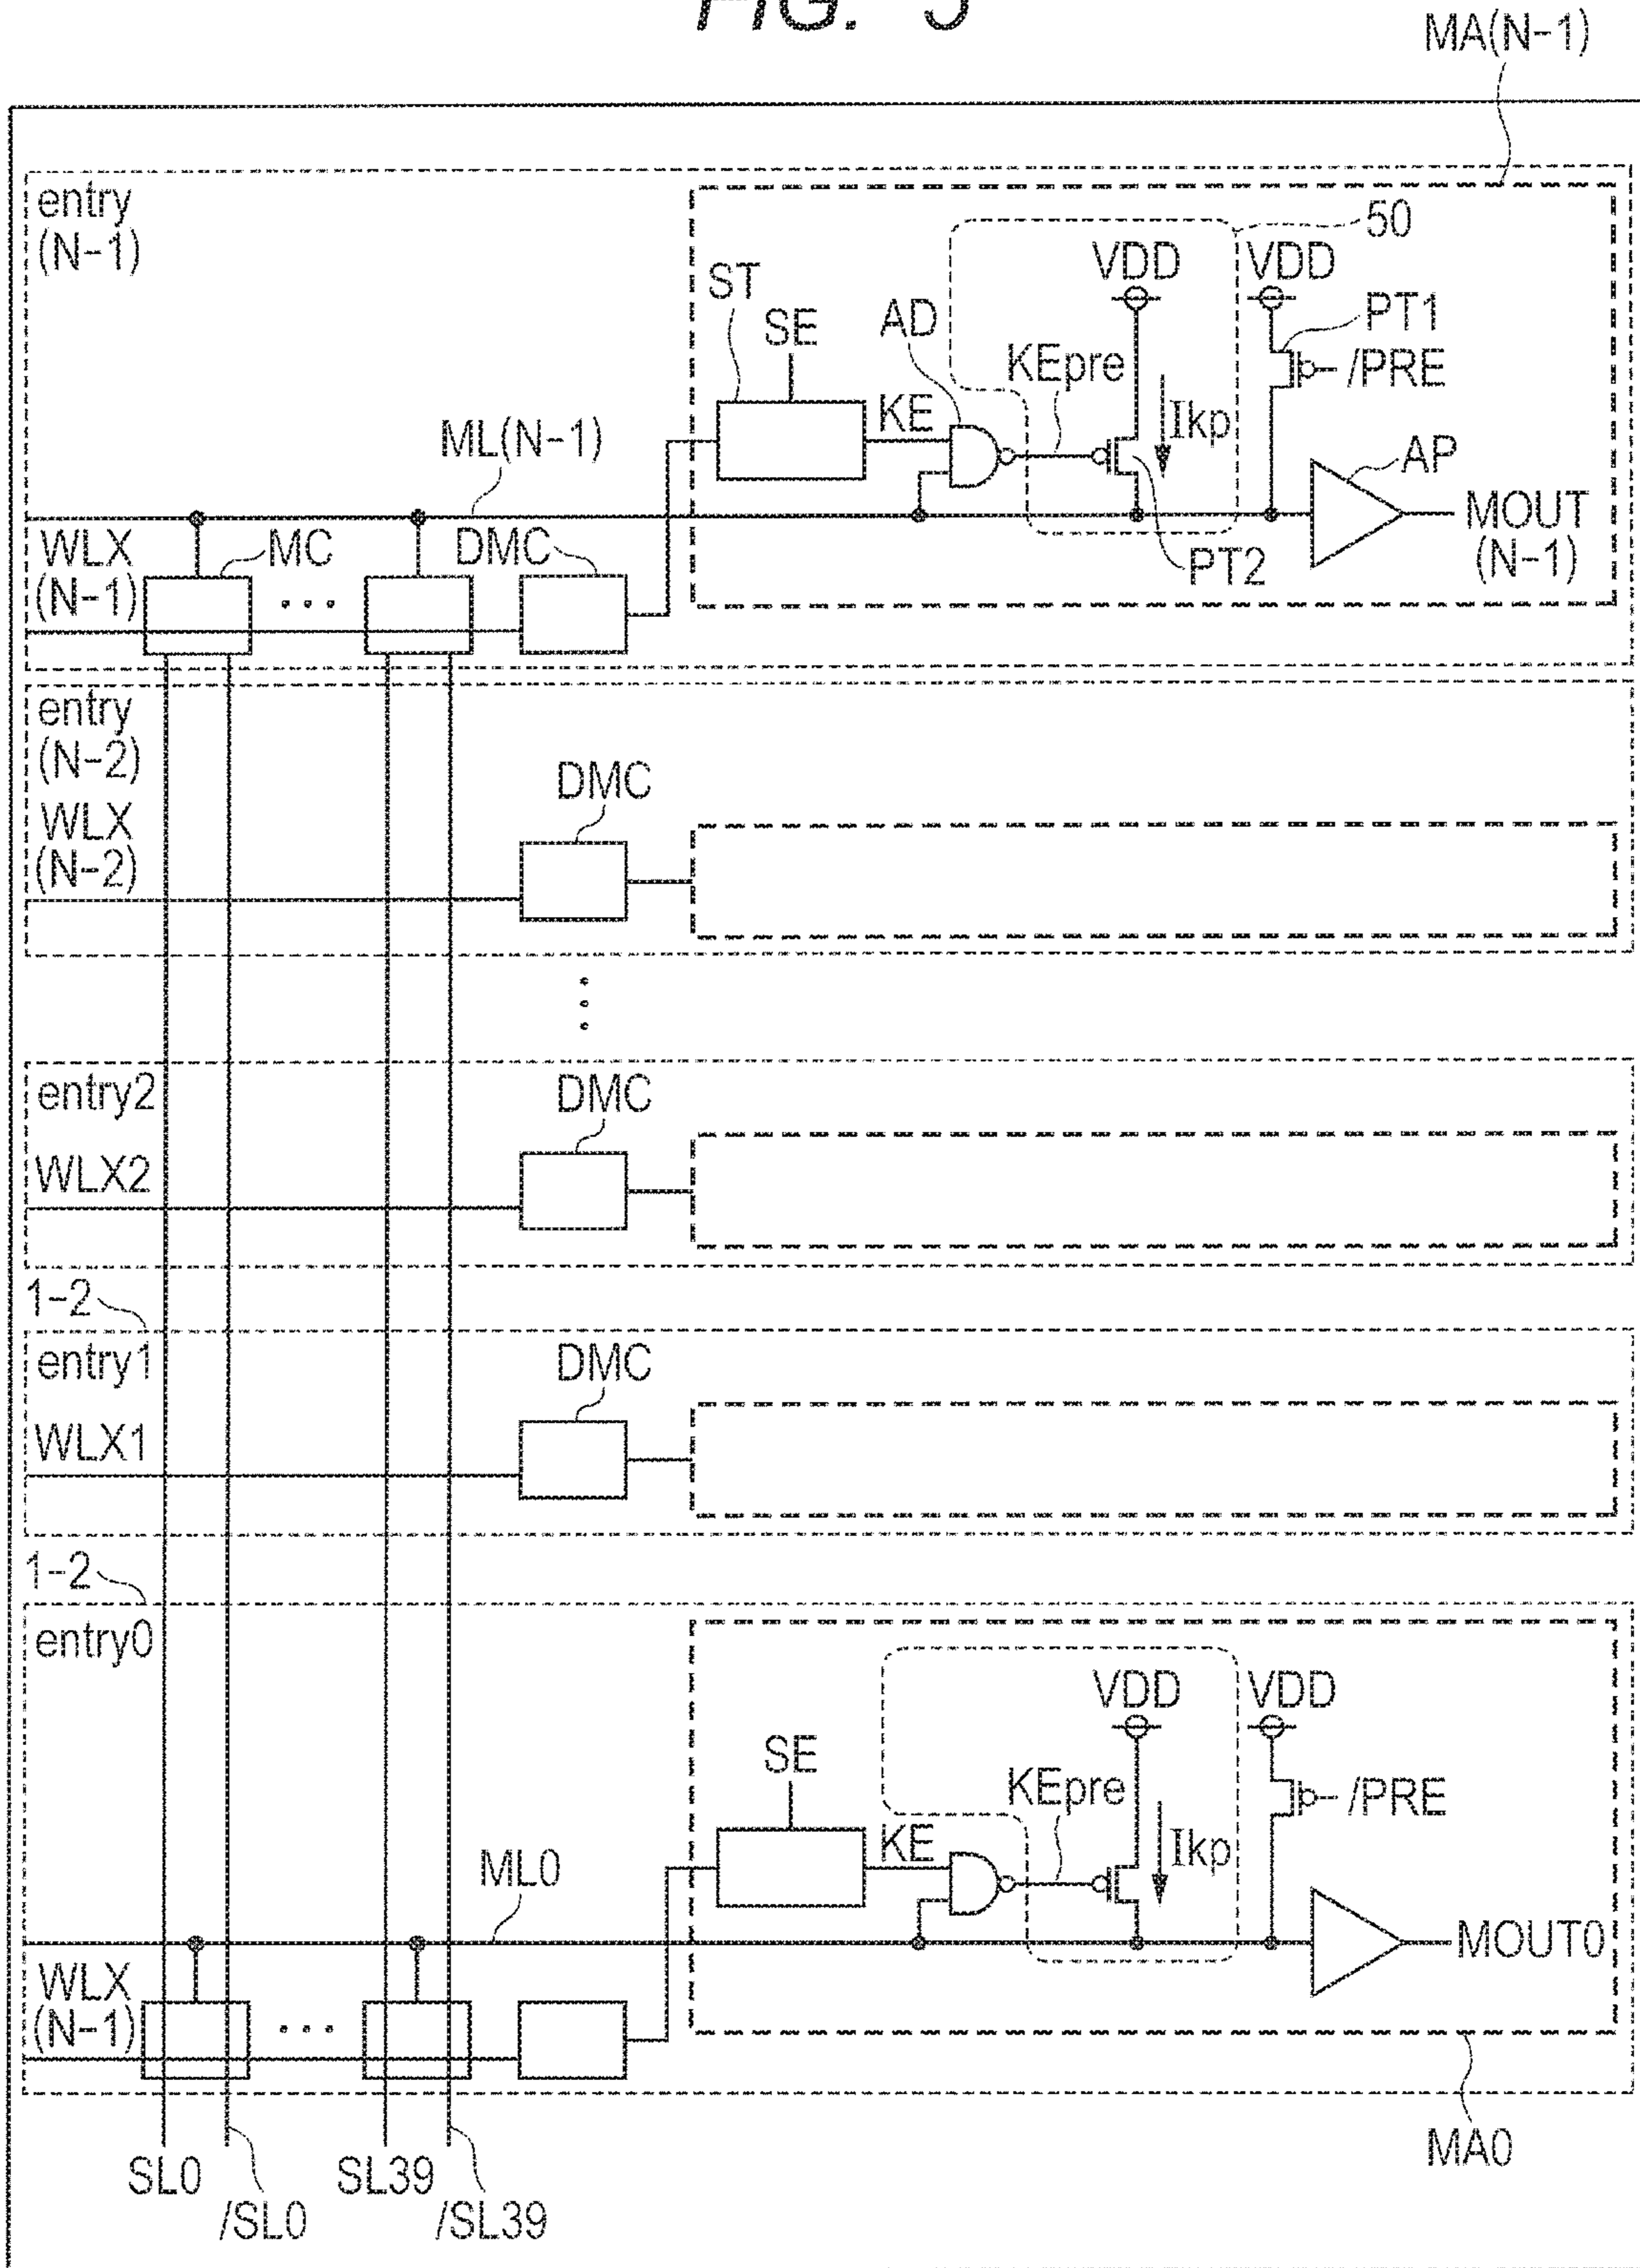 FIG. 5
MA(N-1)
entry
(N-1)
50
VDD
VDD
ST
SE
AD
PT1
KEpre
/PRE
KE
Ikp
ML(N-1)
AP
MOUT
(N-1)
WLX
(N-1)
MC
DMC
PT2
entry
(N-2)
DMC
WLX
(N-2)
entry2
DMC
WLX2
1-2
entry1
DMC
WLX1
1-2
entry0
VDD
VDD
SE
KEpre
/PRE
KE
Ikp
ML0
MOUT0
WLX
(N-1)
MA0
SL0
/SL0
SL39
/SL39